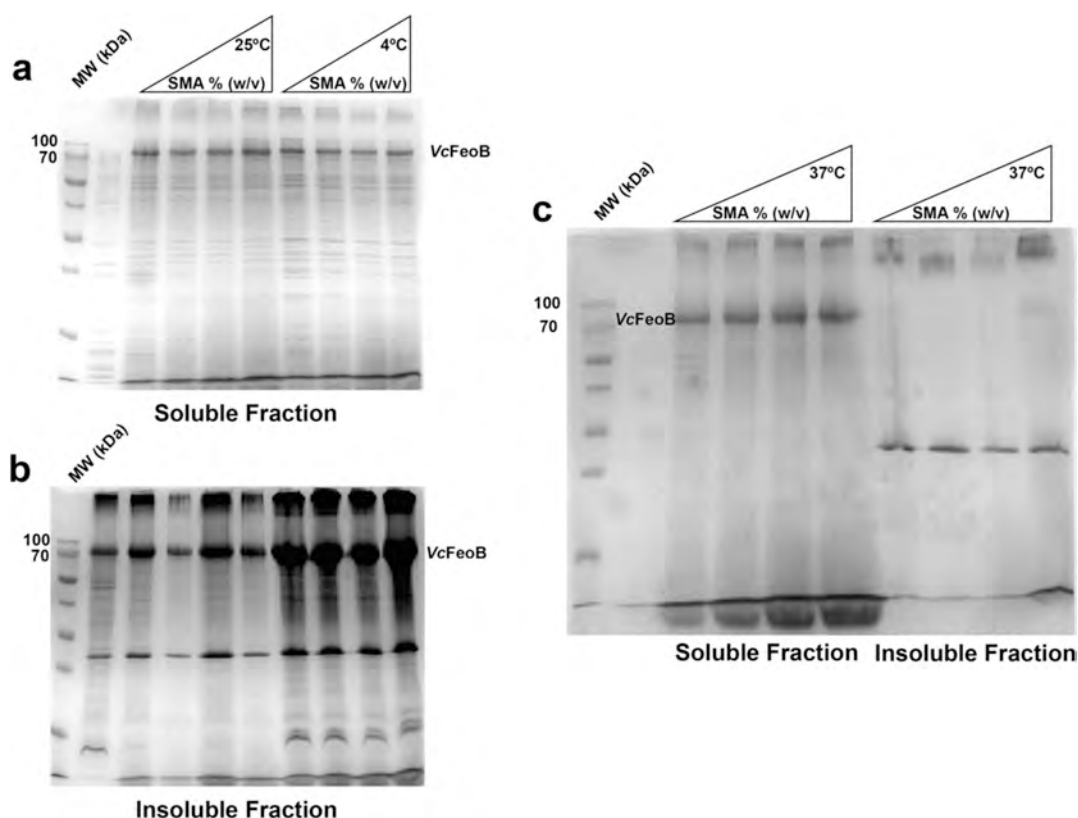 a
MW (kDa)
25ºC
SMA % (w/v)
4ºC
SMA % (w/v)
100
70
VcFeoB
Soluble Fraction
b
MW (kDa)
100
70
VcFeoB
Insoluble Fraction
c
MW (kDa)
37ºC
SMA % (w/v)
37ºC
SMA % (w/v)
100
70
VcFeoB
Soluble Fraction
Insoluble Fraction